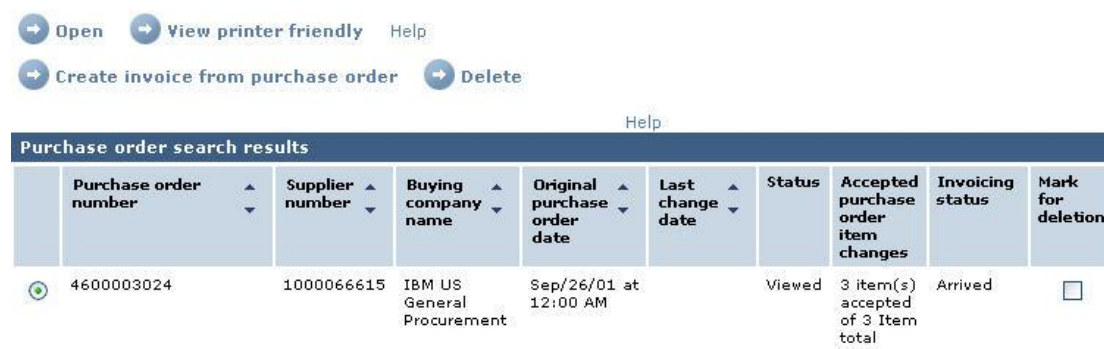 Open View printer friendly Help
Create invoice from purchase order Delete
Help
Purchase order search results
Purchase order number Supplier number Buying company name Original purchase order date Last change date Status Accepted purchase order item changes Invoicing status Mark for deletion
4600003024 1000066615 IBM US General Procurement Sep/26/01 at 12:00 AM Viewed 3 item(s) accepted of 3 Item total Arrived